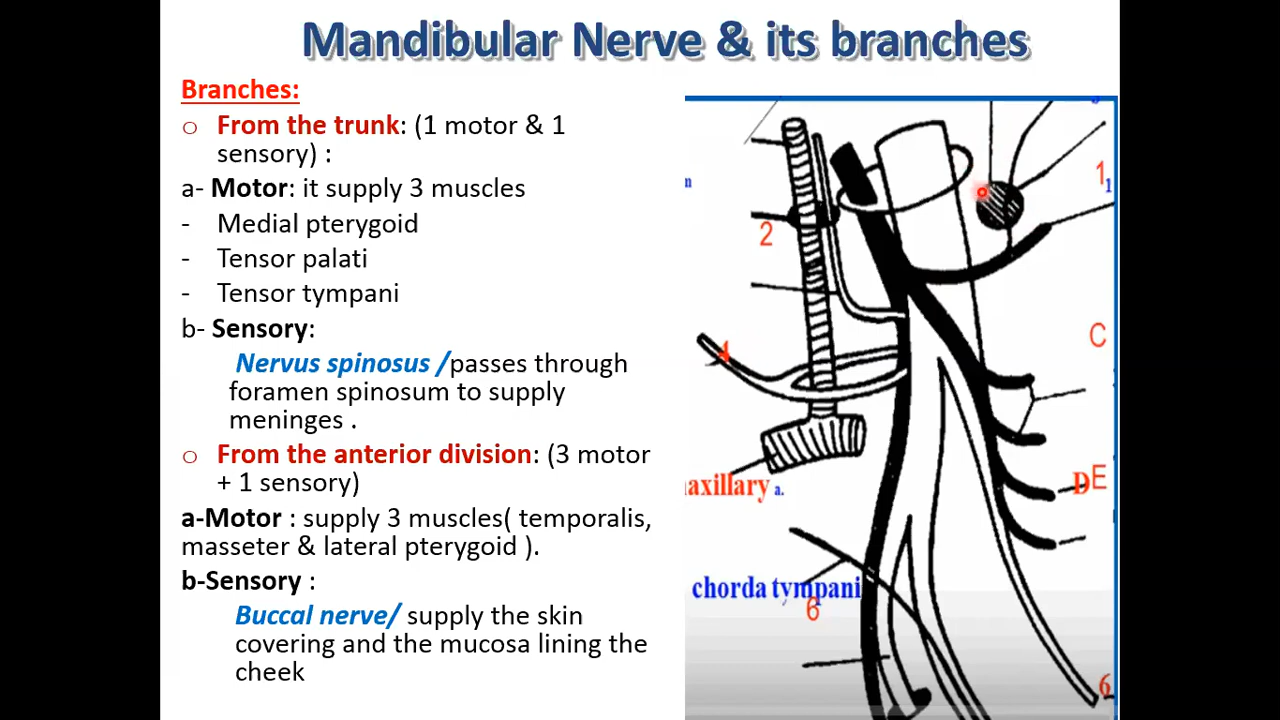 Mandibular Nerve & its branches
Branches:
o From the trunk: (1 motor & 1
sensory) :
a- Motor: it supply 3 muscles
- Medial pterygoid
- Tensor palati
- Tensor tympani
b- Sensory:
Nervus spinosus /passes through
foramen spinosum to supply
meninges .
o From the anterior division: (3 motor
+ 1 sensory)
a-Motor : supply 3 muscles( temporalis,
masseter & lateral pterygoid ).
b-Sensory :
Buccal nerve/ supply the skin
covering and the mucosa lining the
cheek
1
1
2
C
4
D E
axillary a.
chorda tympani
6
6